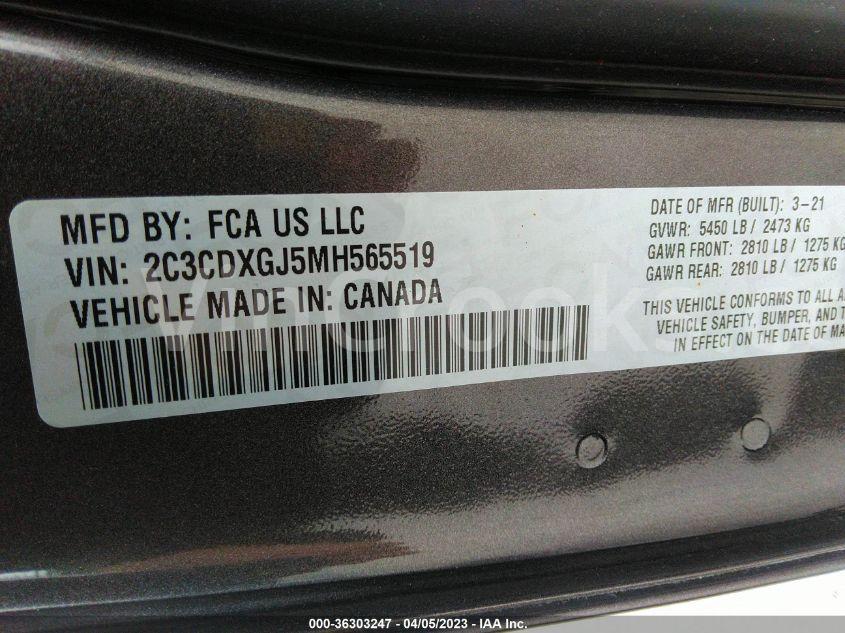 MFD BY: FCA US LLC
VIN: 2C3CDXGJ5MH565519
VEHICLE MADE IN: CANADA
DATE OF MFR (BUILT): 3-21
GVWR: 5450 LB / 2473 KG
GAWR FRONT: 2810 LB / 1275 KG
GAWR REAR: 2810 LB / 1275 KG
THIS VEHICLE CONFORMS TO ALL
VEHICLE SAFETY, BUMPER, AND
IN EFFECT ON THE DATE OF
VinCrooks
000-36303247 - 04/05/2023 - IAA Inc.